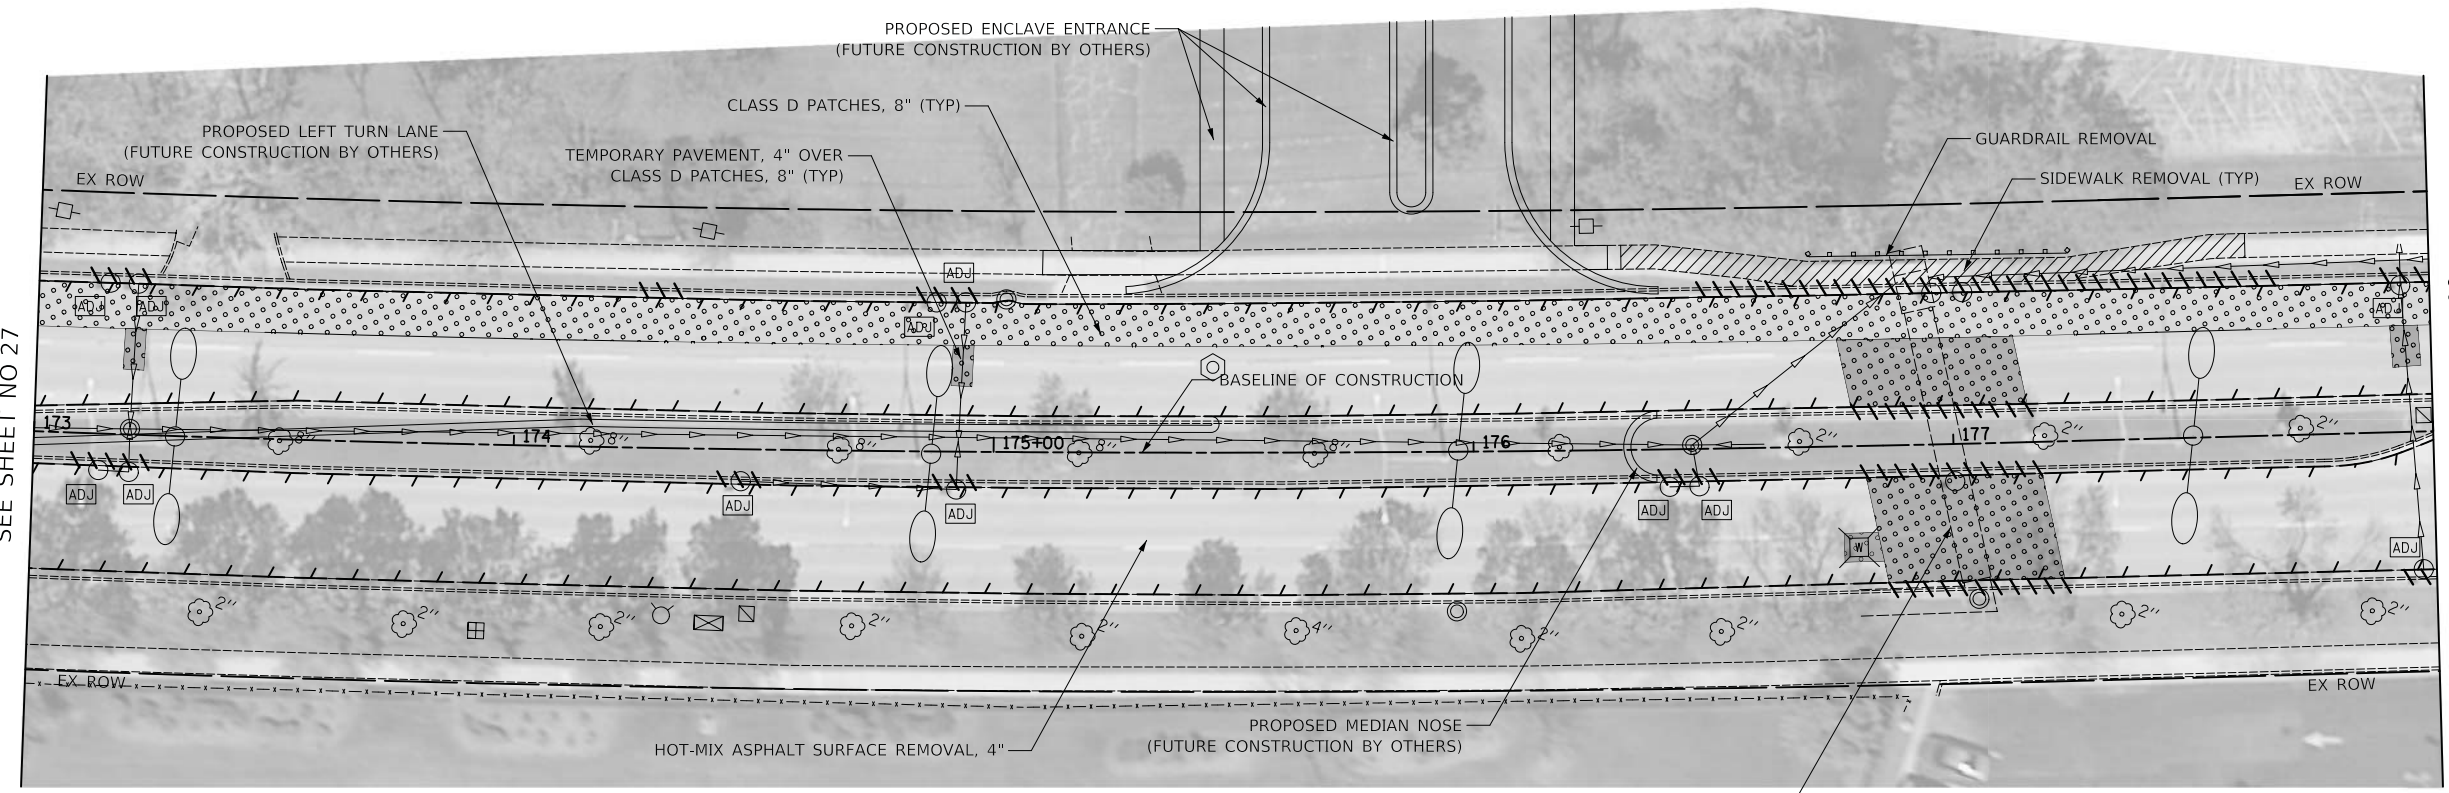 PROPOSED ENCLAVE ENTRANCE
(FUTURE CONSTRUCTION BY OTHERS)
CLASS D PATCHES, 8" (TYP)
PROPOSED LEFT TURN LANE
(FUTURE CONSTRUCTION BY OTHERS)
TEMPORARY PAVEMENT, 4" OVER
CLASS D PATCHES, 8" (TYP)
GUARDRAIL REMOVAL
SIDEWALK REMOVAL (TYP)
EX ROW
EX ROW
ADJ
ADJ
ADJ
ADJ
ADJ
BASELINE OF CONSTRUCTION
SEE SHEET NO 27
173
174
175+00
176
177
8"
8"
8"
8"
8"
2"
2"
2"
ADJ
ADJ
ADJ
ADJ
ADJ
ADJ
ADJ
W
2"
2"
2"
2"
2"
4"
2"
2"
2"
2"
EX ROW
EX ROW
PROPOSED MEDIAN NOSE
(FUTURE CONSTRUCTION BY OTHERS)
HOT-MIX ASPHALT SURFACE REMOVAL, 4"